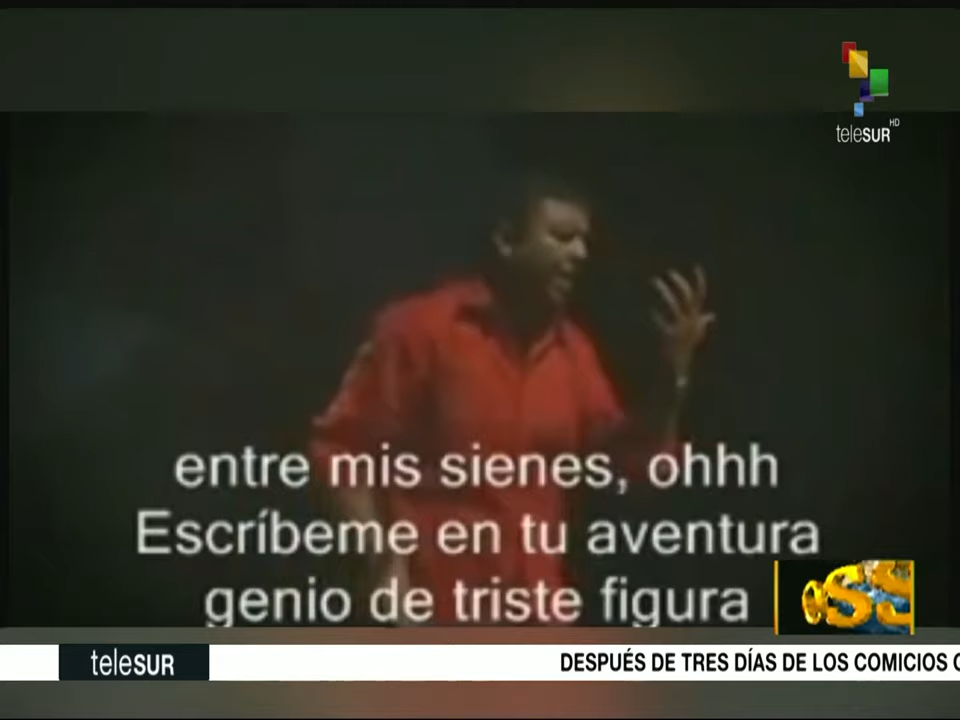 teleSUR HD
entre mis sienes, ohhh
Escríbeme en tu aventura
genio de triste figura
teleSUR
DESPUÉS DE TRES DÍAS DE LOS COMICIOS